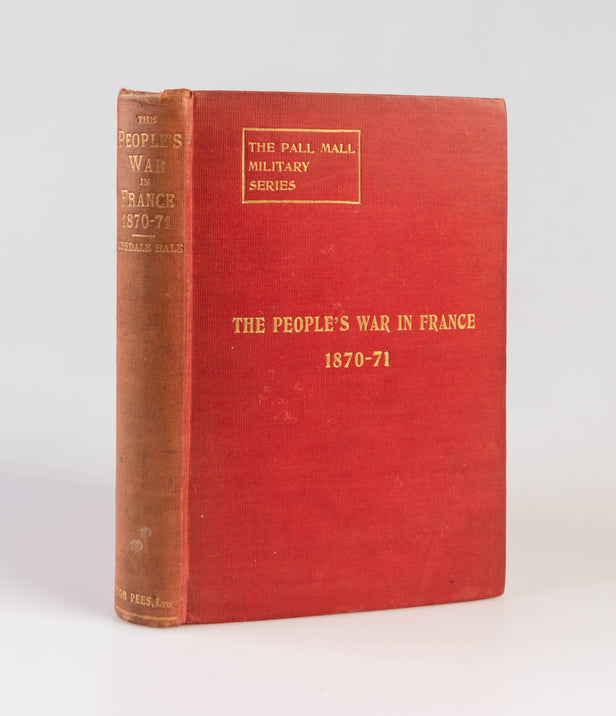 THE
PEOPLE'S
WAR
IN
FRANCE
1870-71
HALE
REES, LTD
THE PALL MALL
MILITARY
SERIES
THE PEOPLE'S WAR IN FRANCE
1870-71